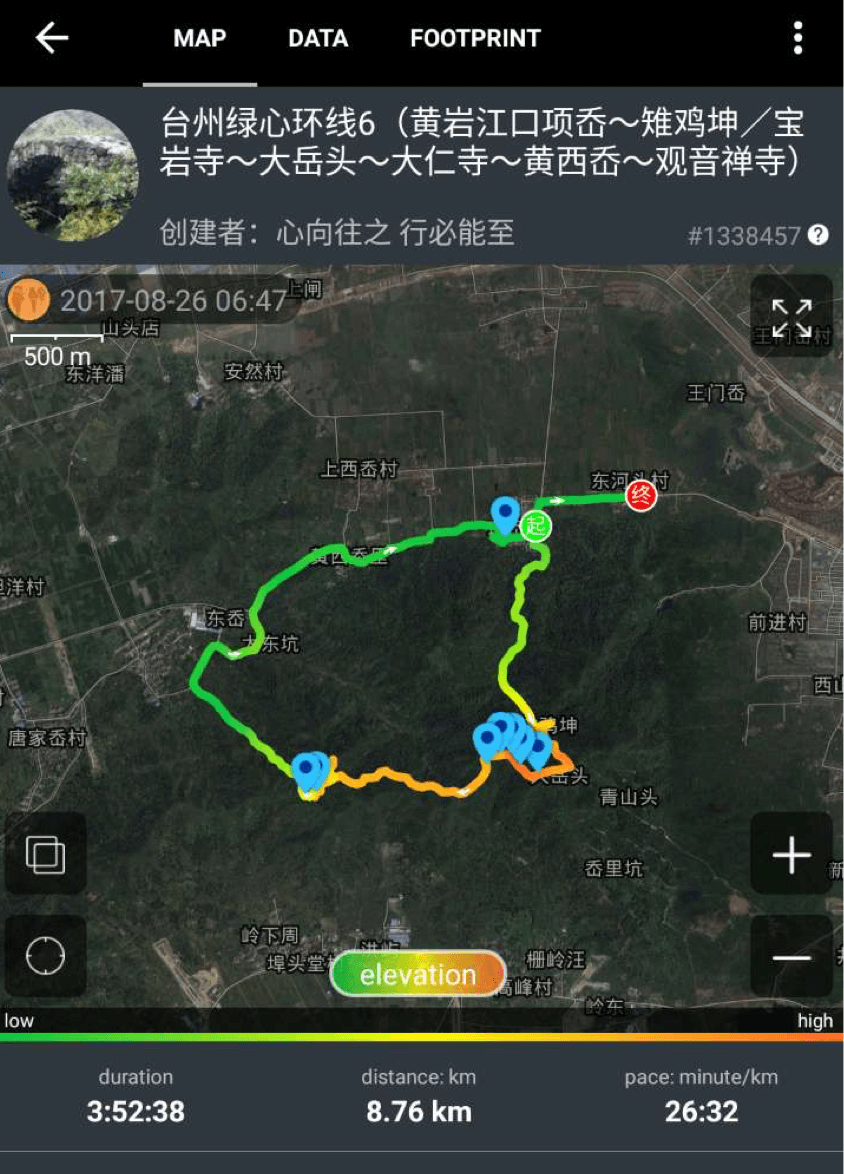 MAP DATA FOOTPRINT
台州绿心环线6（黄岩江口项岙～雉鸡坤／宝
岩寺～大岳头～大仁寺～黄西岙～观音禅寺）
创建者：心向往之 行必能至 #1338457 ?
2017-08-26 06:47
上闸
山头店
王门岙村
500 m
东洋潘
安然村
王门岙
上西岙村
东河头村
终
起
黄西岙里
洋村
东岙
大东坑
前进村
西山
鸡坤
唐家岙村
大岳头
青山头
岙里坑
新
岭下周
埠头堂
栅岭汪
elevation
高峰村
岭东
low high
duration distance: km pace: minute/km
3:52:38 8.76 km 26:32